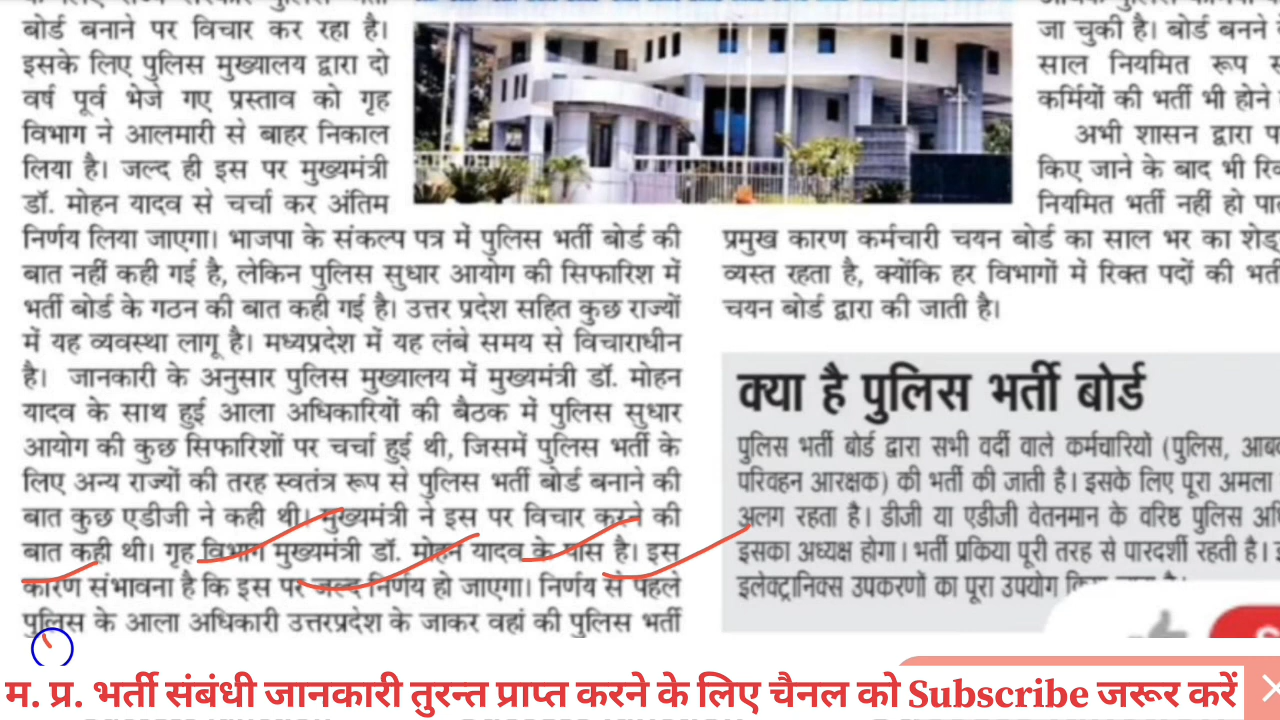 बोर्ड बनाने पर विचार कर रहा है।
इसके लिए पुलिस मुख्यालय द्वारा दो
वर्ष पूर्व भेजे गए प्रस्ताव को गृह
विभाग ने आलमारी से बाहर निकाल
लिया है। जल्द ही इस पर मुख्यमंत्री
डॉ. मोहन यादव से चर्चा कर अंतिम
निर्णय लिया जाएगा। भाजपा के संकल्प पत्र में पुलिस भर्ती बोर्ड की
बात नहीं कही गई है, लेकिन पुलिस सुधार आयोग की सिफारिश में
भर्ती बोर्ड के गठन की बात कही गई है। उत्तर प्रदेश सहित कुछ राज्यों
में यह व्यवस्था लागू है। मध्यप्रदेश में यह लंबे समय से विचाराधीन
है। जानकारी के अनुसार पुलिस मुख्यालय में मुख्यमंत्री डॉ. मोहन
यादव के साथ हुई आला अधिकारियों की बैठक में पुलिस सुधार
आयोग की कुछ सिफारिशों पर चर्चा हुई थी, जिसमें पुलिस भर्ती के
लिए अन्य राज्यों की तरह स्वतंत्र रूप से पुलिस भर्ती बोर्ड बनाने की
बात कुछ एडीजी ने कही थी। मुख्यमंत्री ने इस पर विचार करने की
बात कही थी। गृह विभाग मुख्यमंत्री डॉ. मोहन यादव के पास है। इस
कारण संभावना है कि इस पर जल्द निर्णय हो जाएगा। निर्णय से पहले
पुलिस के आला अधिकारी उत्तरप्रदेश के जाकर वहां की पुलिस भर्ती
जा चुकी है। बोर्ड बनने
साल नियमित रूप
कर्मियों की भर्ती भी होने
अभी शासन द्वारा
किए जाने के बाद भी
नियमित भर्ती नहीं हो
प्रमुख कारण कर्मचारी चयन बोर्ड का साल भर का
व्यस्त रहता है, क्योंकि हर विभागों में रिक्त पदों की
चयन बोर्ड द्वारा की जाती है।
क्या है पुलिस भर्ती बोर्ड
पुलिस भर्ती बोर्ड द्वारा सभी वर्दी वाले कर्मचारियों (पुलिस,
परिवहन आरक्षक) की भर्ती की जाती है। इसके लिए पूरा अमला
अलग रहता है। डीजी या एडीजी वेतनमान के वरिष्ठ पुलिस
इसका अध्यक्ष होगा। भर्ती प्रकिया पूरी तरह से पारदर्शी रहती है।
इलेक्ट्रानिक्स उपकरणों का पूरा उपयोग
म. प्र. भर्ती संबंधी जानकारी तुरन्त प्राप्त करने के लिए चैनल को Subscribe जरूर करें